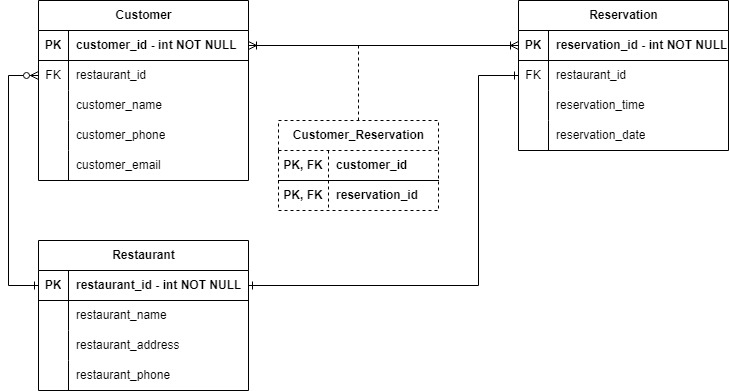 Customer
PK customer_id - int NOT NULL
FK restaurant_id
customer_name
customer_phone
customer_email
Reservation
PK reservation_id - int NOT NULL
FK restaurant_id
reservation_time
reservation_date
Customer_Reservation
PK, FK customer_id
PK, FK reservation_id
Restaurant
PK restaurant_id - int NOT NULL
restaurant_name
restaurant_address
restaurant_phone